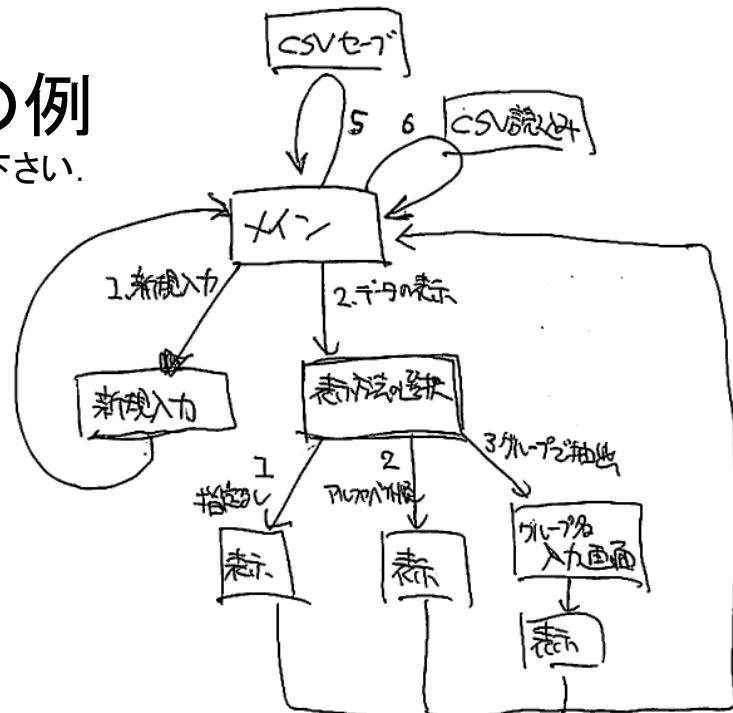 の例
下さい.
CSVセーブ
5
6
CSV読み込み
メイン
1.新規入力
2.データの表示
新規入力
表示方法の選択
1
指定なし
2
アルファベット順
3グループで抽出
表示
表示
グループ名
入力画面
表示